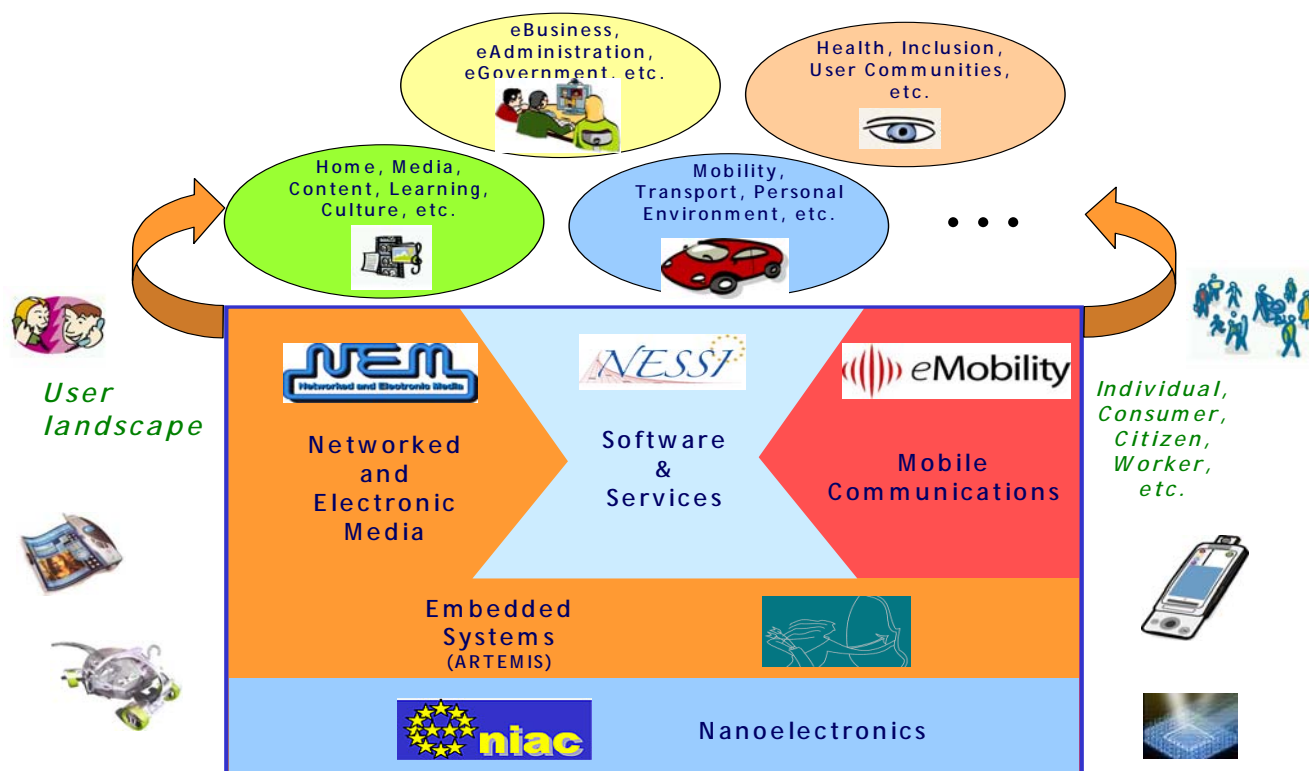 eBusiness,
eAdministration,
eGovernment, etc.
Health, Inclusion,
User Communities,
etc.
Home, Media,
Content, Learning,
Culture, etc.
Mobility,
Transport, Personal
Environment, etc.
• • •
User
landscape
NEM
Networked and Electronic Media
Networked
and
Electronic
Media
NESSI
Software
&
Services
eMobility
Mobile
Communications
Individual,
Consumer,
Citizen,
Worker,
etc.
Embedded
Systems
(ARTEMIS)
niac
Nanoelectronics